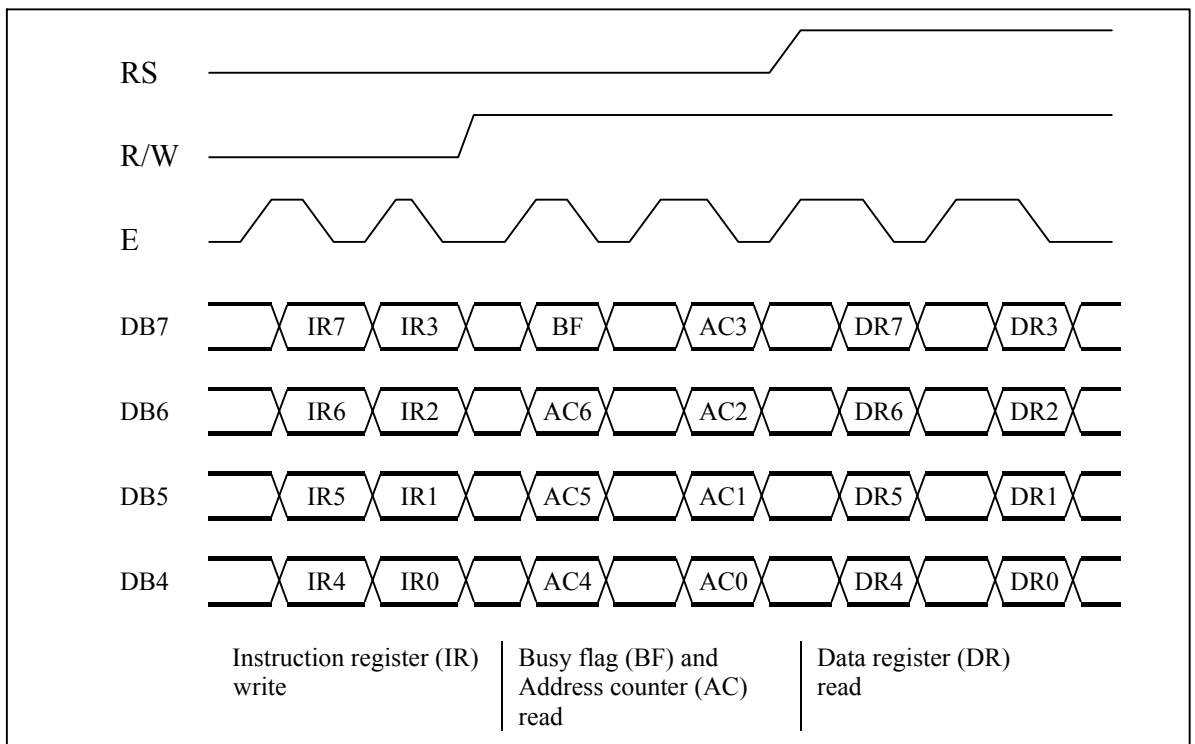 RS
R/W
E
DB7 IR7 IR3 BF AC3 DR7 DR3
DB6 IR6 IR2 AC6 AC2 DR6 DR2
DB5 IR5 IR1 AC5 AC1 DR5 DR1
DB4 IR4 IR0 AC4 AC0 DR4 DR0
Instruction register (IR)
write
Busy flag (BF) and
Address counter (AC)
read
Data register (DR)
read